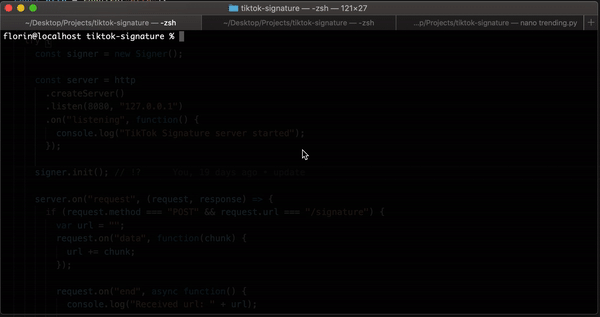 tiktok-signature — -zsh — 121×27
~/Desktop/Projects/tiktok-signature — -zsh
~/Desktop/Projects/tiktok-signature — -zsh
...p/Projects/tiktok-signature — nano trending.py
+
florin@localhost tiktok-signature %
const signer = new Signer();
const server = http
.createServer()
.listen(8080, "127.0.0.1")
.on("listening", function() {
console.log("TikTok Signature server started");
});
signer.init(); // !f You, 19 days ago • update
server.on("request", (request, response) => {
if (request.method === "POST" && request.url === "/signature") {
var url = "";
request.on("data", function(chunk) {
url += chunk;
});
request.on("end", async function() {
console.log("Received url: " + url);